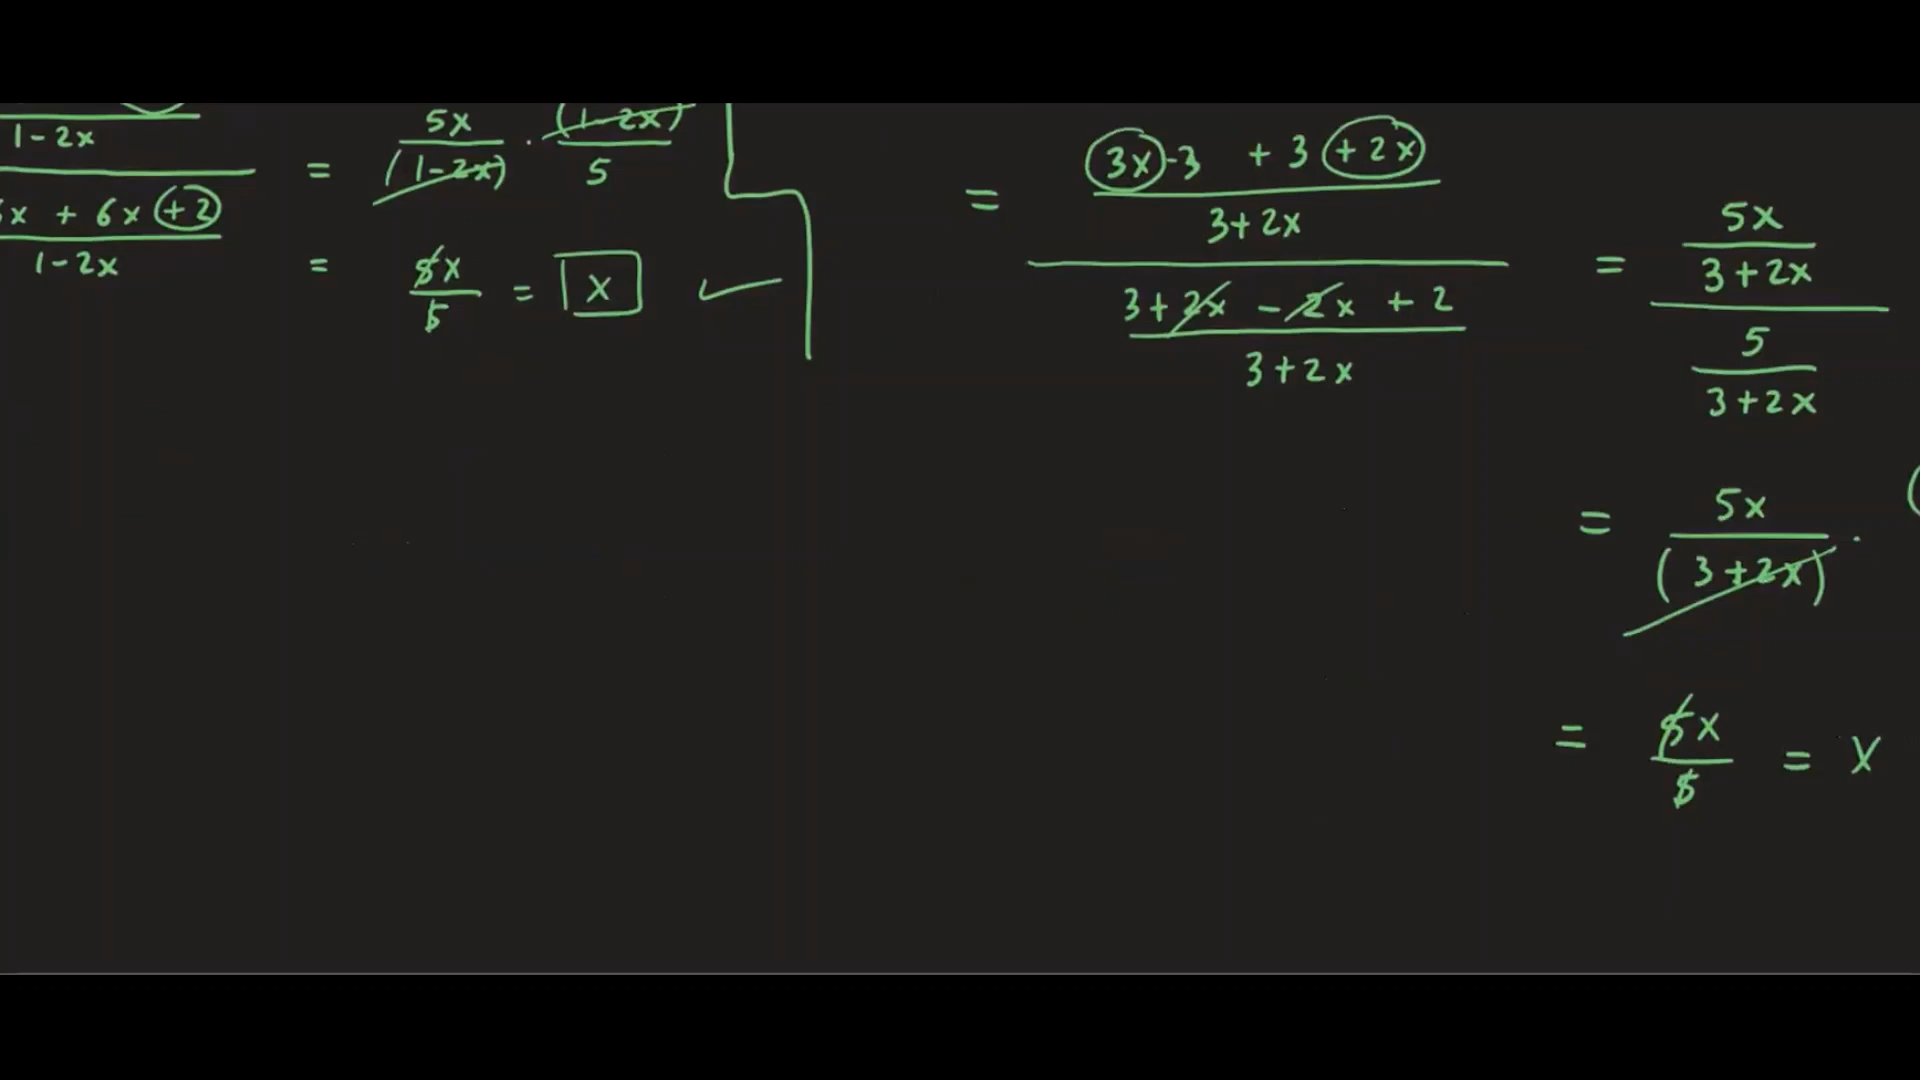 1-2x
x + 6x +2
1-2x
= 5x/(1-2x) · (1-2x)/5
= 5x/5 = x
= 3x-3 + 3 +2x
3+2x
3+2x - 2x + 2
3+2x
= 5x
3+2x
5
3+2x
= 5x/(3+2x) ·
= 5x/5 = x